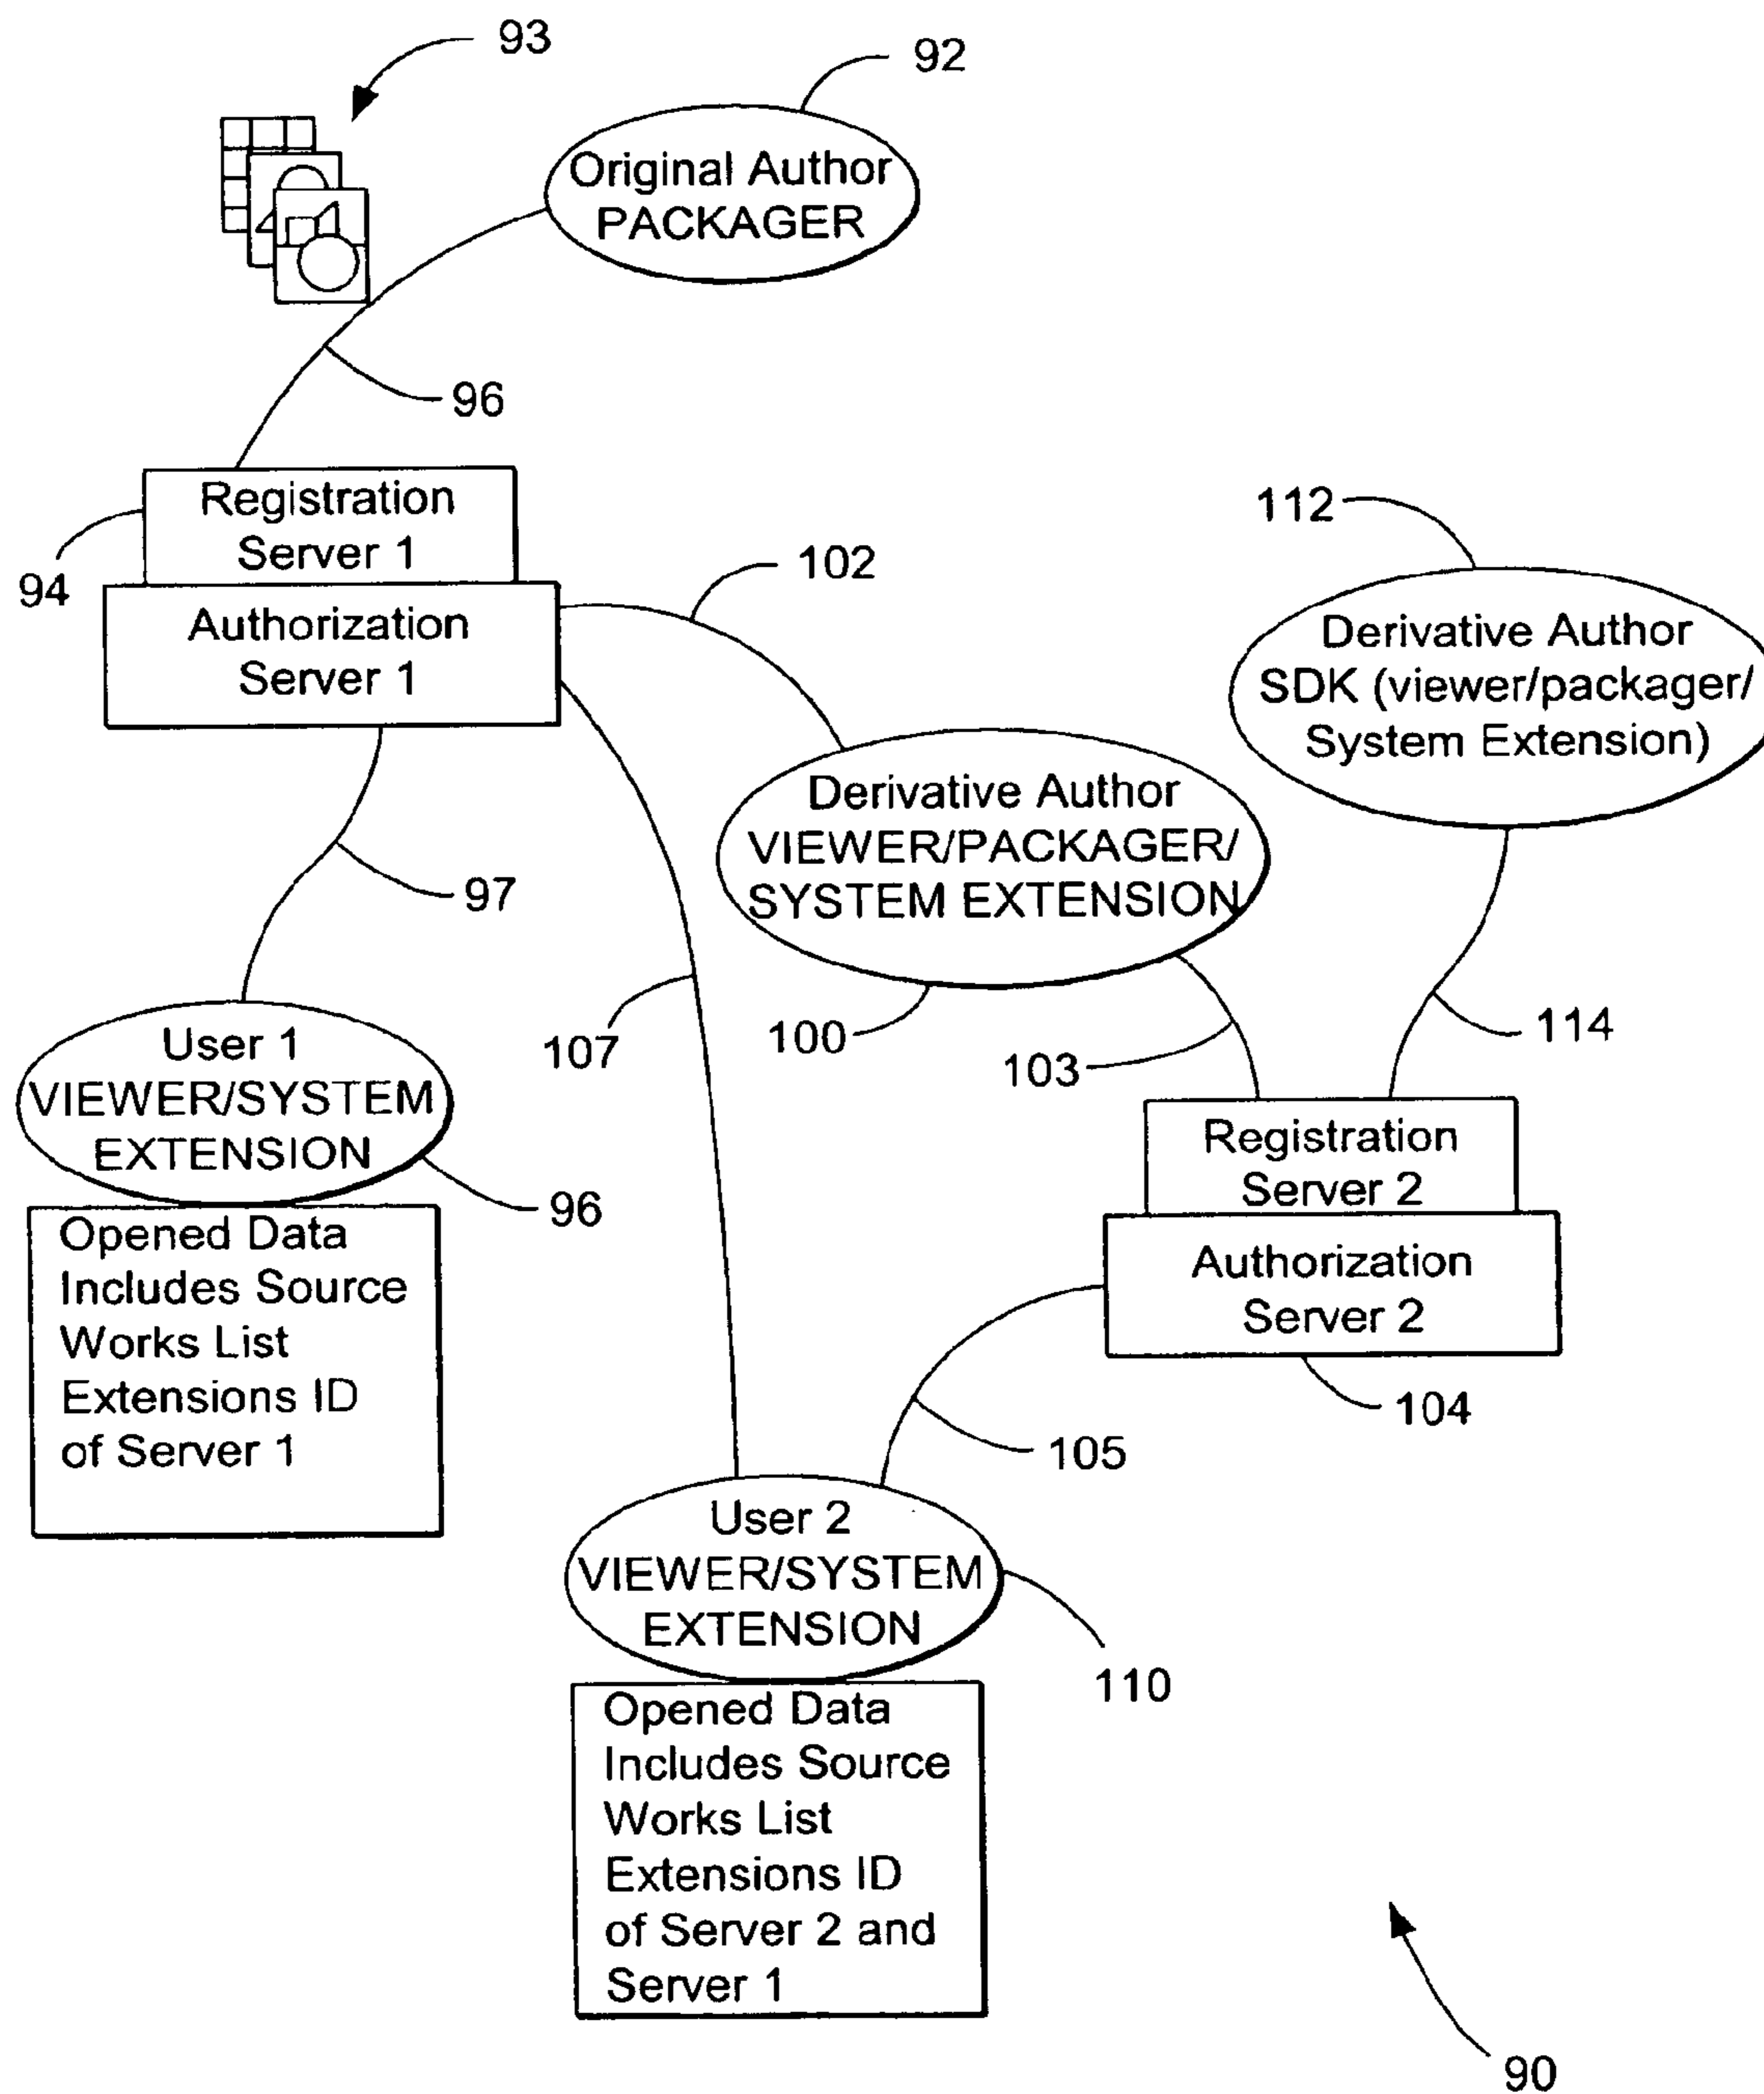 93
92
Original Author
PACKAGER
96
Registration
Server 1
94
Authorization
Server 1
102
112
Derivative Author
SDK (viewer/packager/
System Extension)
Derivative Author
VIEWER/PACKAGER/
SYSTEM EXTENSION
97
107
100
103
114
User 1
VIEWER/SYSTEM
EXTENSION
96
Registration
Server 2
Authorization
Server 2
104
Opened Data
Includes Source
Works List
Extensions ID
of Server 1
105
User 2
VIEWER/SYSTEM
EXTENSION
110
Opened Data
Includes Source
Works List
Extensions ID
of Server 2 and
Server 1
90